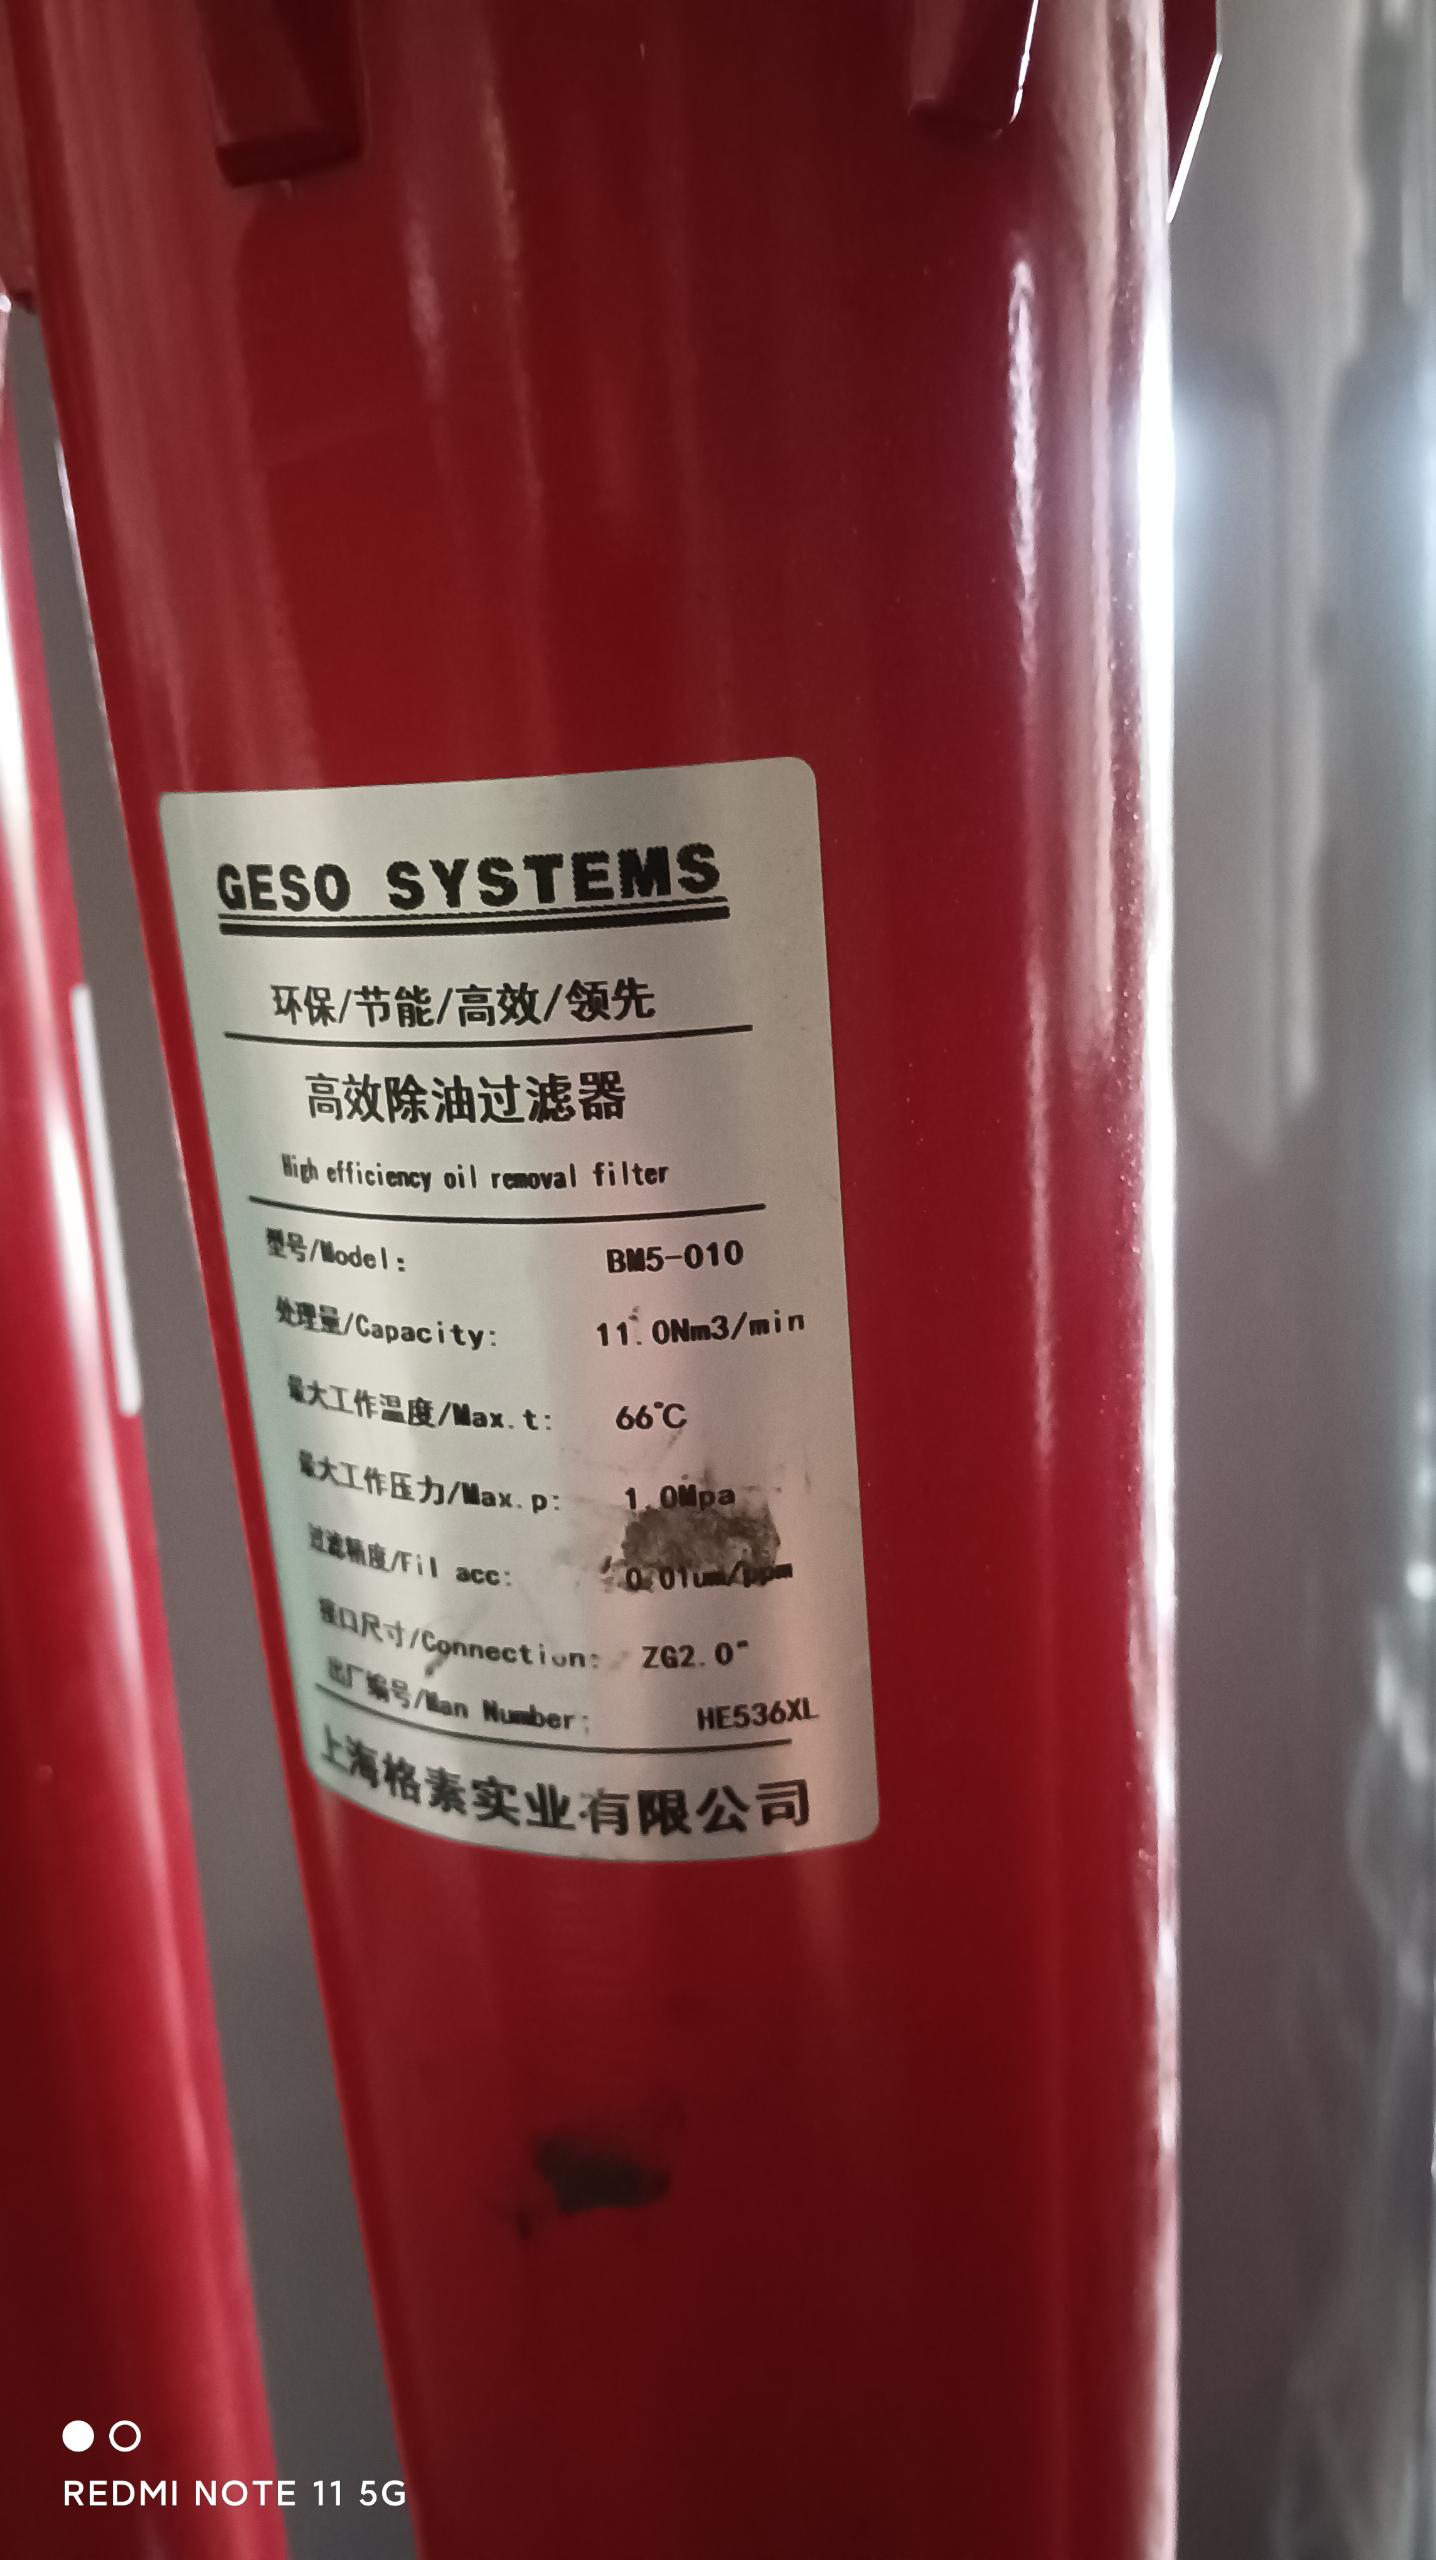 GESO SYSTEMS
环保/节能/高效/领先
高效除油过滤器
High efficiency oil removal filter
型号/Model: BM5-010
处理量/Capacity: 11.0Nm3/min
最大工作温度/Max.t: 66℃
最大工作压力/Max.p: 1.0Mpa
过滤精度/Fil acc: 0.01um/ppm
接口尺寸/Connection: ZG2.0"
出厂编号/Man Number: HE536XL
上海格素实业有限公司
REDMI NOTE 11 5G